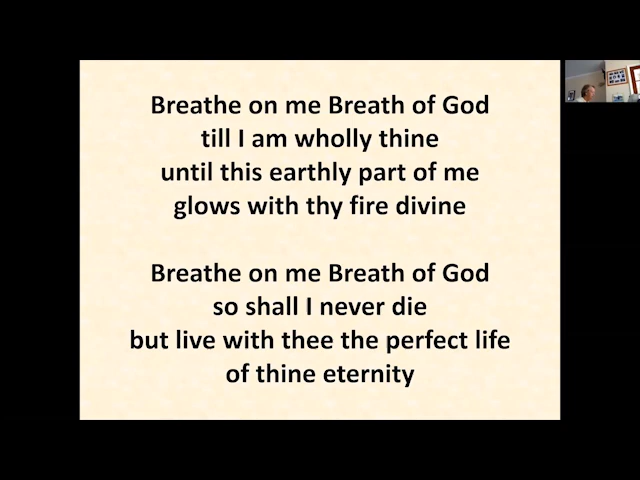 Breathe on me Breath of God
till I am wholly thine
until this earthly part of me
glows with thy fire divine
Breathe on me Breath of God
so shall I never die
but live with thee the perfect life
of thine eternity